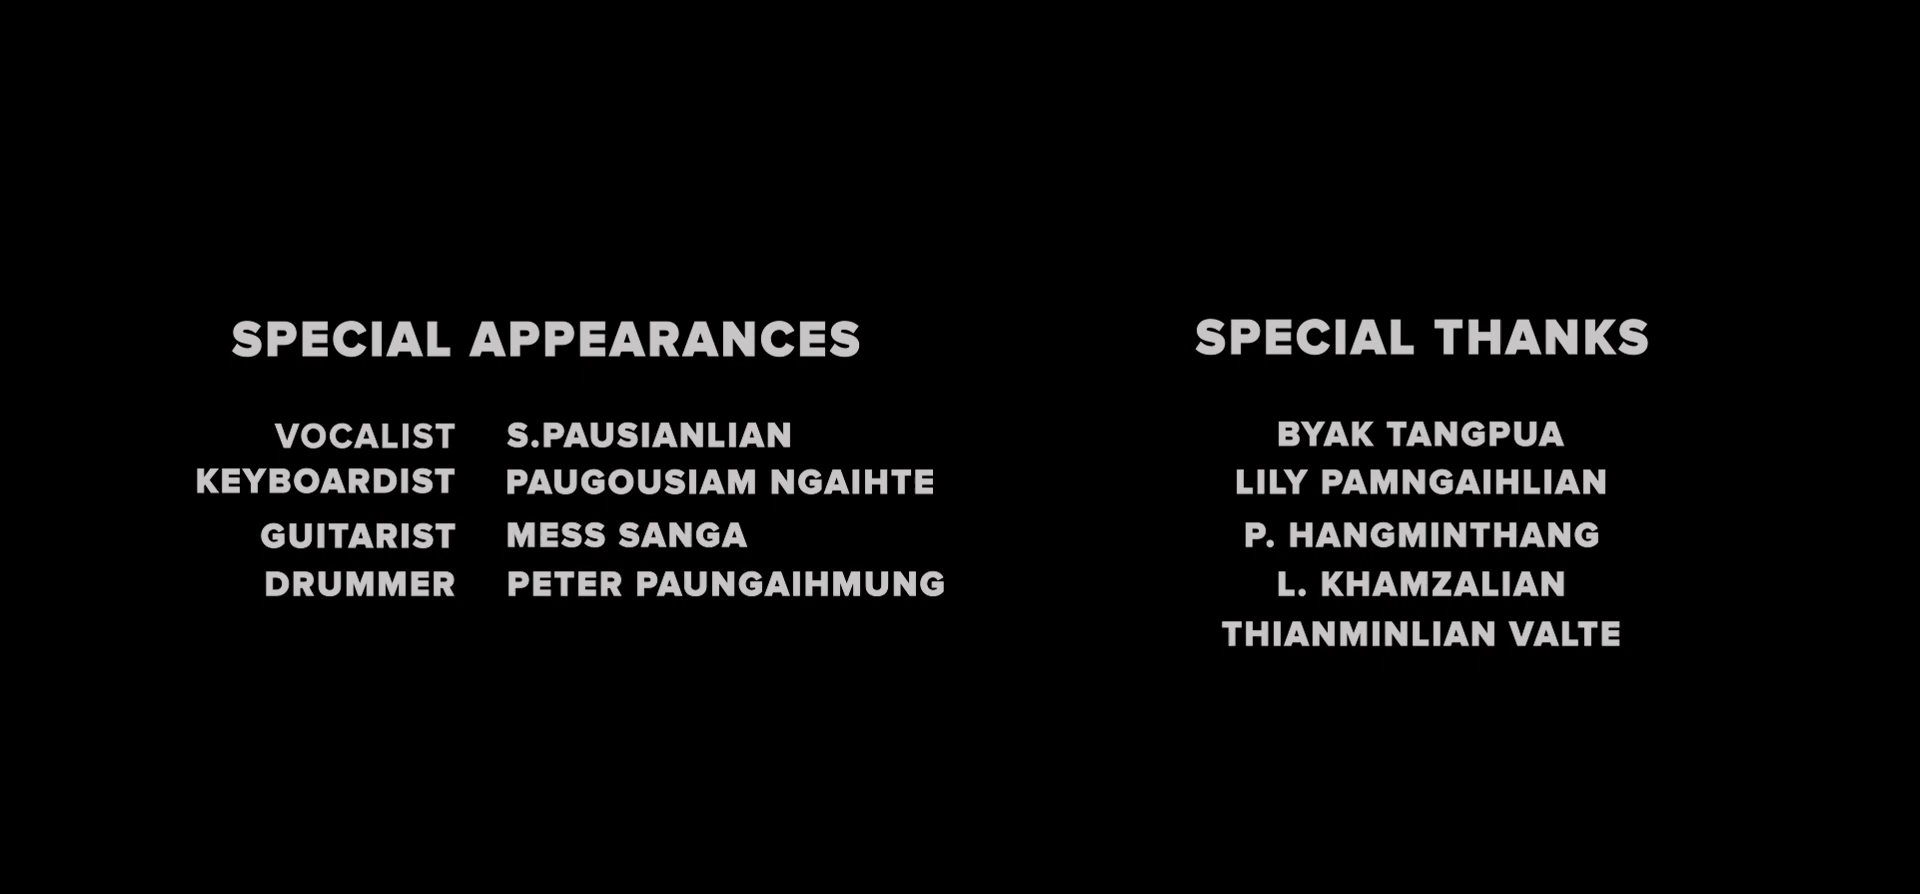 SPECIAL APPEARANCES
VOCALIST S.PAUSIANLIAN
KEYBOARDIST PAUGOUSIAM NGAIHTE
GUITARIST MESS SANGA
DRUMMER PETER PAUNGAIHMUNG
SPECIAL THANKS
BYAK TANGPUA
LILY PAMNGAIHLIAN
P. HANGMINTHANG
L. KHAMZALIAN
THIANMINLIAN VALTE